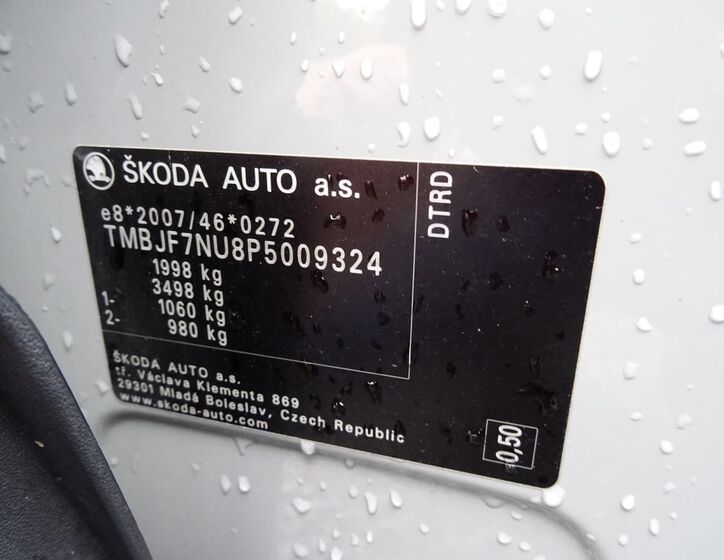 ŠKODA AUTO a.s.
e8*2007/46*0272
TMBJF7NU8P5009324
1998 kg
3498 kg
1- 1060 kg
2- 980 kg
ŠKODA AUTO a.s.
tř. Václava Klementa 869
29301 Mladá Boleslav, Czech Republic
www.skoda-auto.com
DTRD
0,50